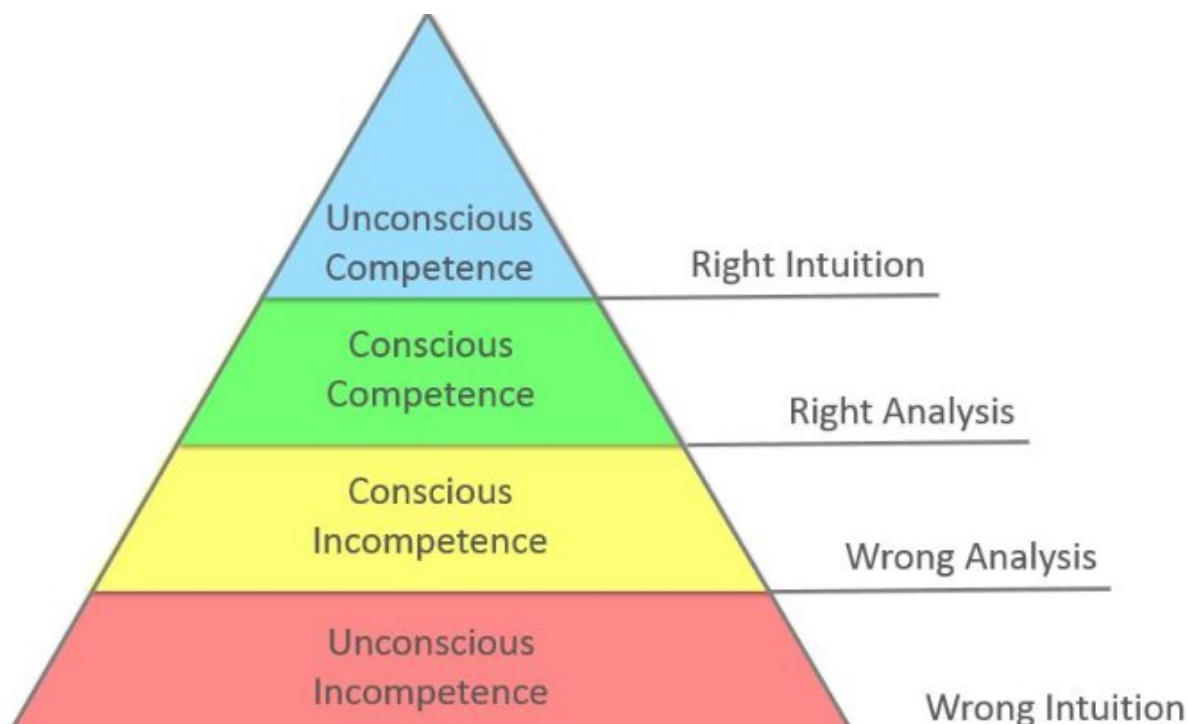 Unconscious
Competence
Right Intuition
Conscious
Competence
Right Analysis
Conscious
Incompetence
Wrong Analysis
Unconscious
Incompetence
Wrong Intuition